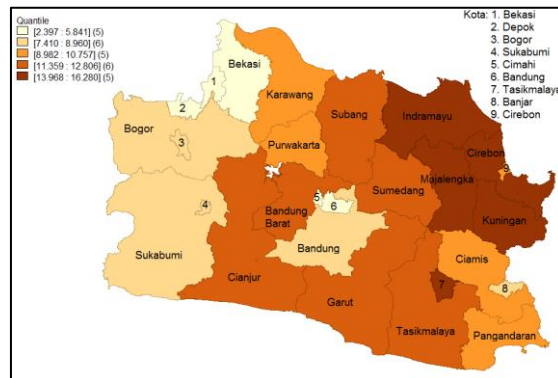 Quantile
[2.397 : 5.841] (5)
[7.410 : 8.960] (6)
[8.982 : 10.757] (5)
[11.359 : 12.806] (6)
[13.968 : 16.280] (5)
Kota: 1. Bekasi
2. Depok
3. Bogor
4. Sukabumi
5. Cimahi
6. Bandung
7. Tasikmalaya
8. Banjar
9. Cirebon
Bekasi
1
2
Karawang
Bogor
3
Subang
Indramayu
Purwakarta
Cirebon
9
Majalengka
4
5
6
Sumedang
Bandung
Barat
Kuningan
Sukabumi
Bandung
Ciamis
Cianjur
7
8
Garut
Tasikmalaya
Pangandaran